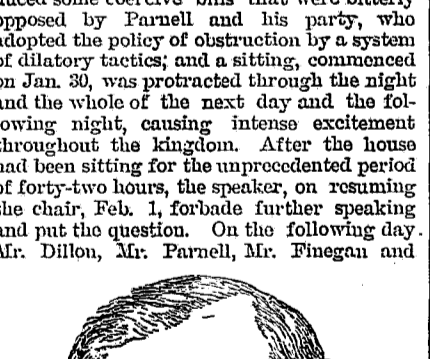 duced some coercive bills that were bitterly
opposed by Parnell and his party, who
adopted the policy of obstruction by a system
of dilatory tactics; and a sitting, commenced
on Jan. 30, was protracted through the night
and the whole of the next day and the fol-
lowing night, causing intense excitement
throughout the kingdom. After the house
had been sitting for the unprecedented period
of forty-two hours, the speaker, on resuming
the chair, Feb. 1, forbade further speaking
and put the question. On the following day
Mr. Dillon, Mr. Parnell, Mr. Finegan and